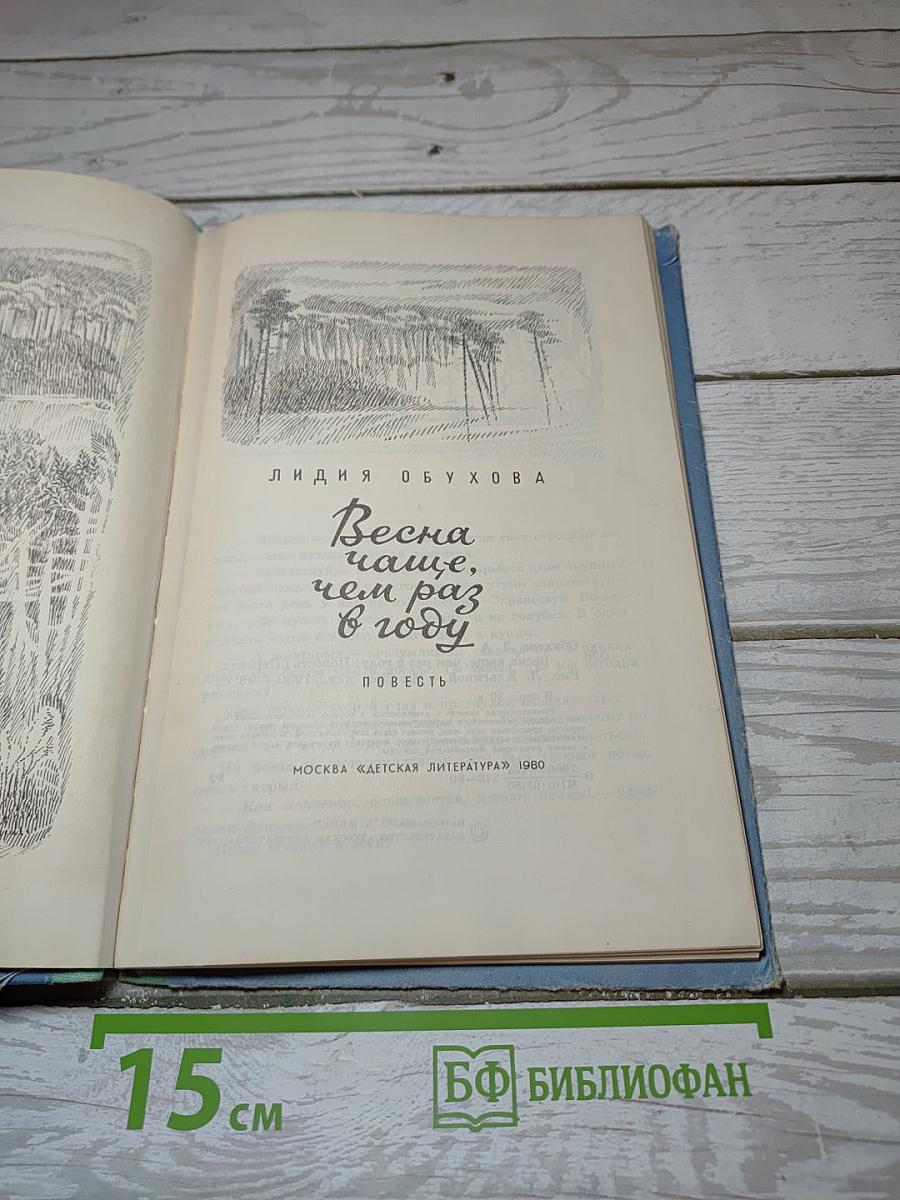 ЛИДИЯ ОБУХОВА
Весна
чаще,
чем раз
в году
ПОВЕСТЬ
МОСКВА «ДЕТСКАЯ ЛИТЕРАТУРА» 1980
15 см
БФ БИБЛИОФАН